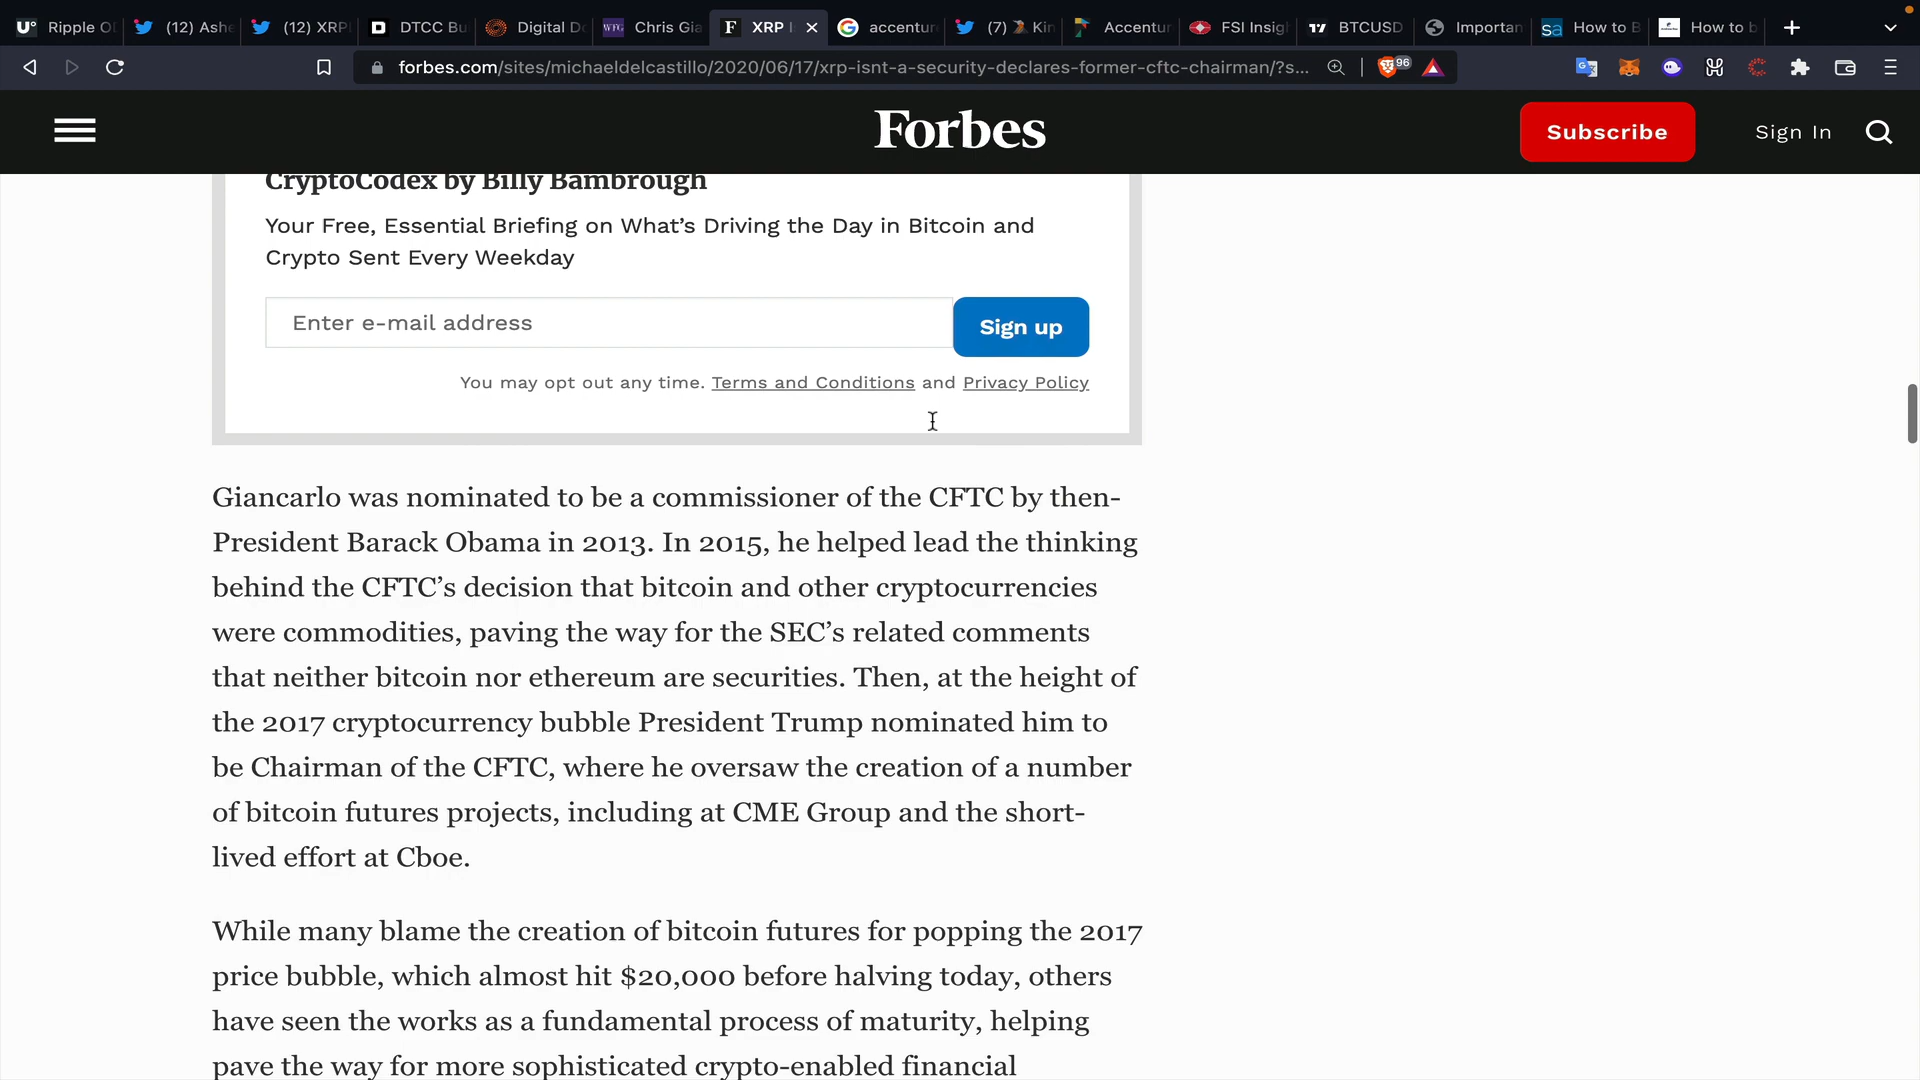 Ripple O
(12) Ashe
(12) XRP
DTCC Bu
Digital Do
Chris Gia
XRP I
accenture
(7)
Kin
Accentur
FSI Insig
BTCUSD
Importan
How to B
How to b
forbes.com/sites/michaeldelcastillo/2020/06/17/xrp-isnt-a-security-declares-former-cftc-chairman/?s...
96
Forbes
Subscribe
Sign In
CryptoCodex by Billy Bambrough
Your Free, Essential Briefing on What’s Driving the Day in Bitcoin and
Crypto Sent Every Weekday
Enter e-mail address
Sign up
You may opt out any time. Terms and Conditions and Privacy Policy
Giancarlo was nominated to be a commissioner of the CFTC by then-
President Barack Obama in 2013. In 2015, he helped lead the thinking
behind the CFTC’s decision that bitcoin and other cryptocurrencies
were commodities, paving the way for the SEC’s related comments
that neither bitcoin nor ethereum are securities. Then, at the height of
the 2017 cryptocurrency bubble President Trump nominated him to
be Chairman of the CFTC, where he oversaw the creation of a number
of bitcoin futures projects, including at CME Group and the short-
lived effort at Cboe.
While many blame the creation of bitcoin futures for popping the 2017
price bubble, which almost hit $20,000 before halving today, others
have seen the works as a fundamental process of maturity, helping
pave the way for more sophisticated crypto-enabled financial